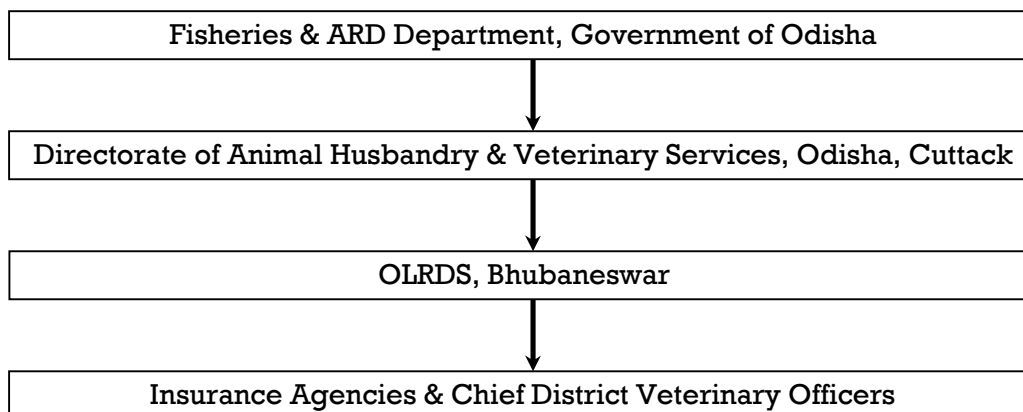 Fisheries & ARD Department, Government of Odisha
Directorate of Animal Husbandry & Veterinary Services, Odisha, Cuttack
OLRDS, Bhubaneswar
Insurance Agencies & Chief District Veterinary Officers